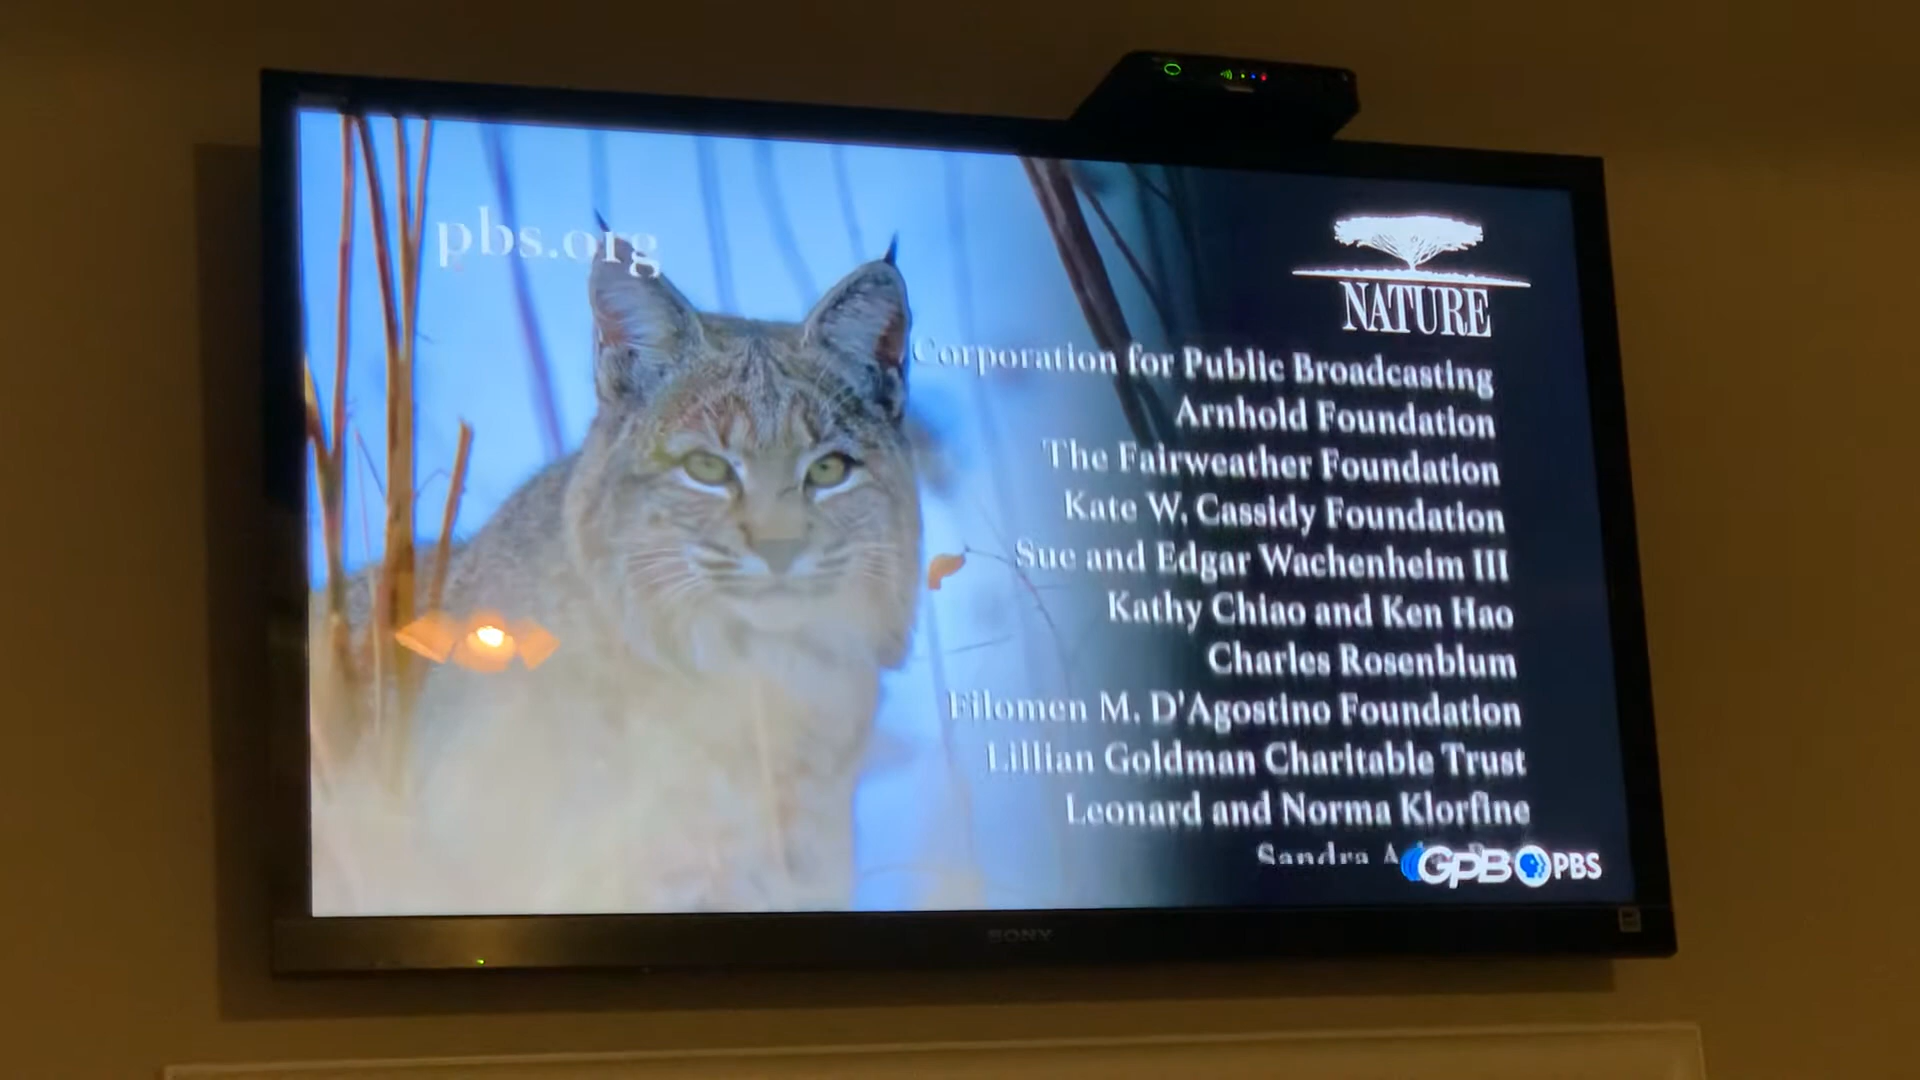 pbs.org
NATURE
Corporation for Public Broadcasting
Arnhold Foundation
The Fairweather Foundation
Kate W. Cassidy Foundation
Sue and Edgar Wachenheim III
Kathy Chiao and Ken Hao
Charles Rosenblum
Filomen M. D'Agostino Foundation
Lillian Goldman Charitable Trust
Leonard and Norma Klorfine
Sandra
GPB PBS
SONY